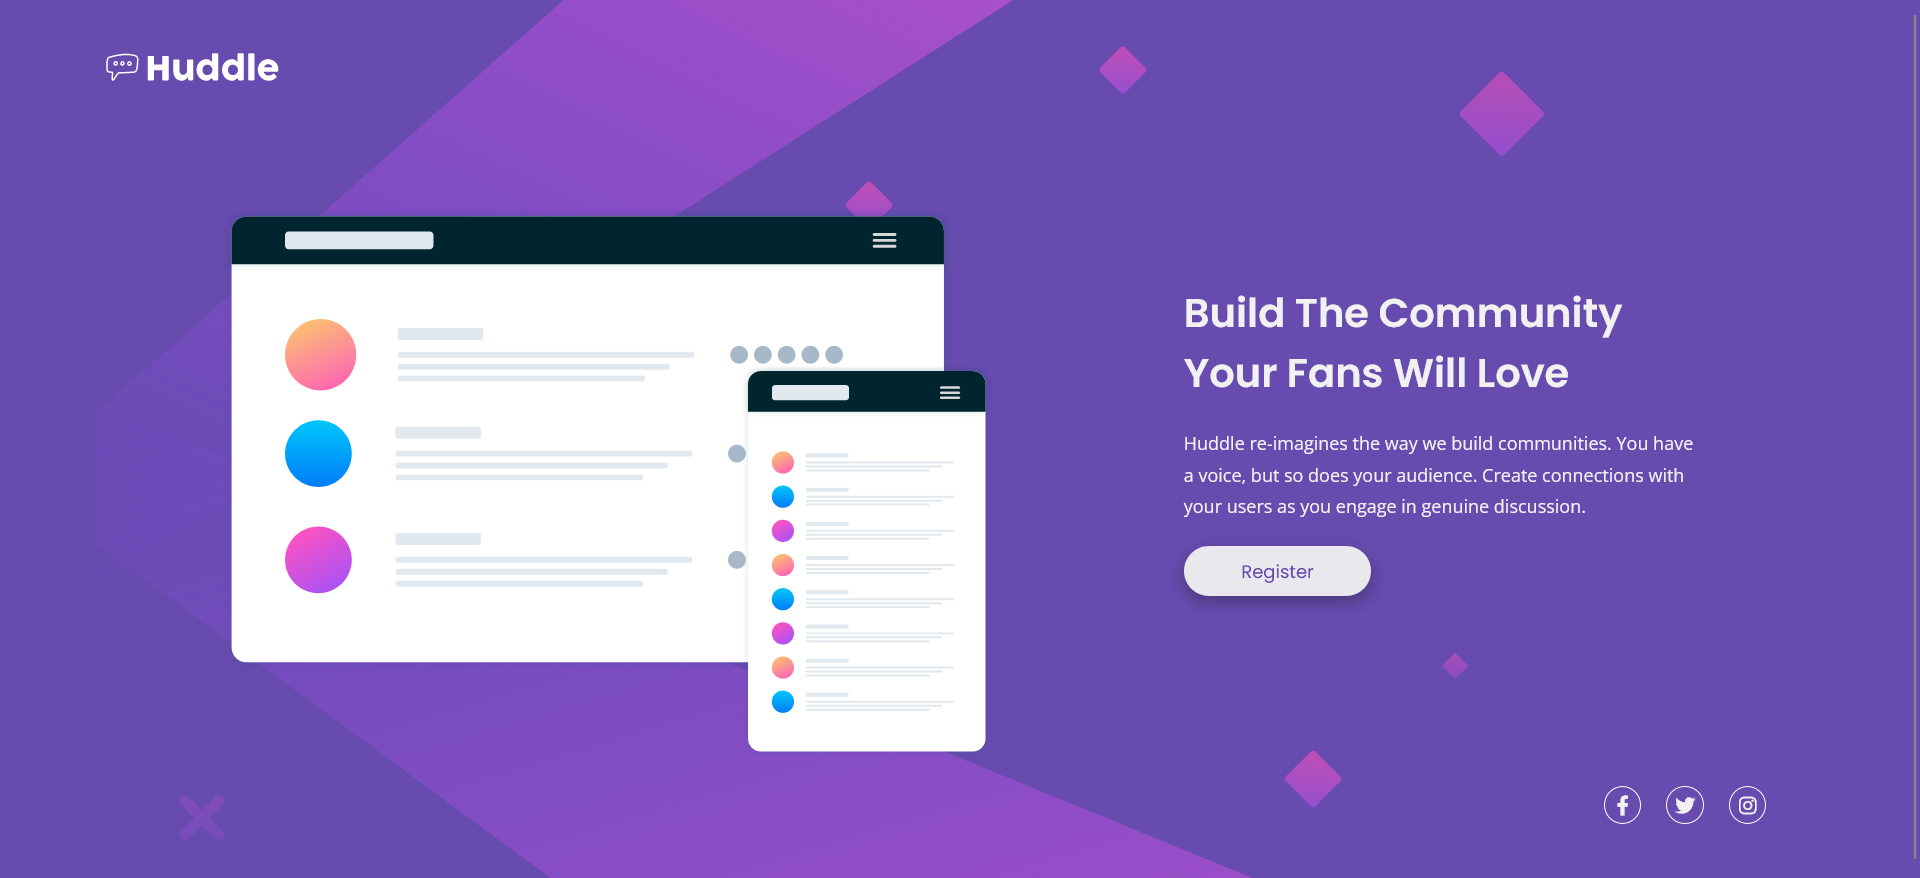 Huddle
Build The Community
Your Fans Will Love
Huddle re-imagines the way we build communities. You have
a voice, but so does your audience. Create connections with
your users as you engage in genuine discussion.
Register